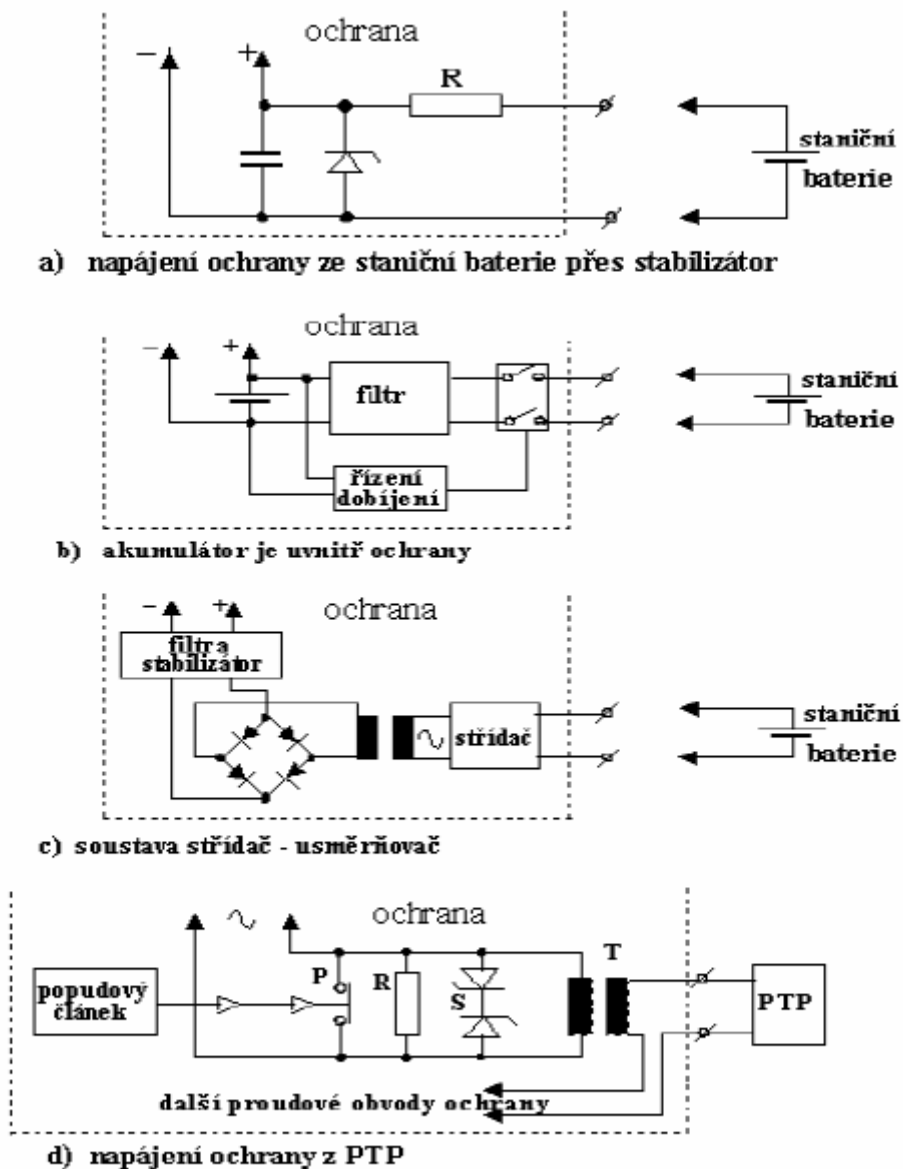 ochrana
− +
R
staniční
baterie
a) napájení ochrany ze staniční baterie přes stabilizátor
ochrana
− +
filtr
staniční
baterie
řízení
dobíjení
b) akumulátor je uvnitř ochrany
− + ochrana
filtr a
stabilizátor
střídač
staniční
baterie
c) soustava střídač - usměrňovač
ochrana
popudový
článek
P R S T
PTP
další proudové obvody ochrany
d) napájení ochrany z PTP